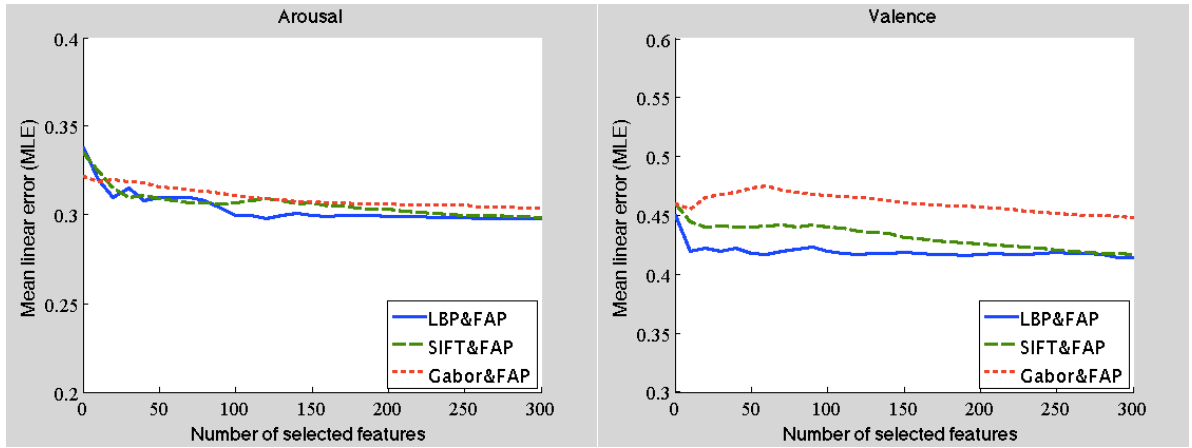 Arousal
0.4
0.35
0.3
0.25
0.2
Mean linear error (MLE)
LBP&FAP
SIFT&FAP
Gabor&FAP
0 50 100 150 200 250 300
Number of selected features
Valence
0.6
0.55
0.5
0.45
0.4
0.35
0.3
Mean linear error (MLE)
LBP&FAP
SIFT&FAP
Gabor&FAP
0 50 100 150 200 250 300
Number of selected features